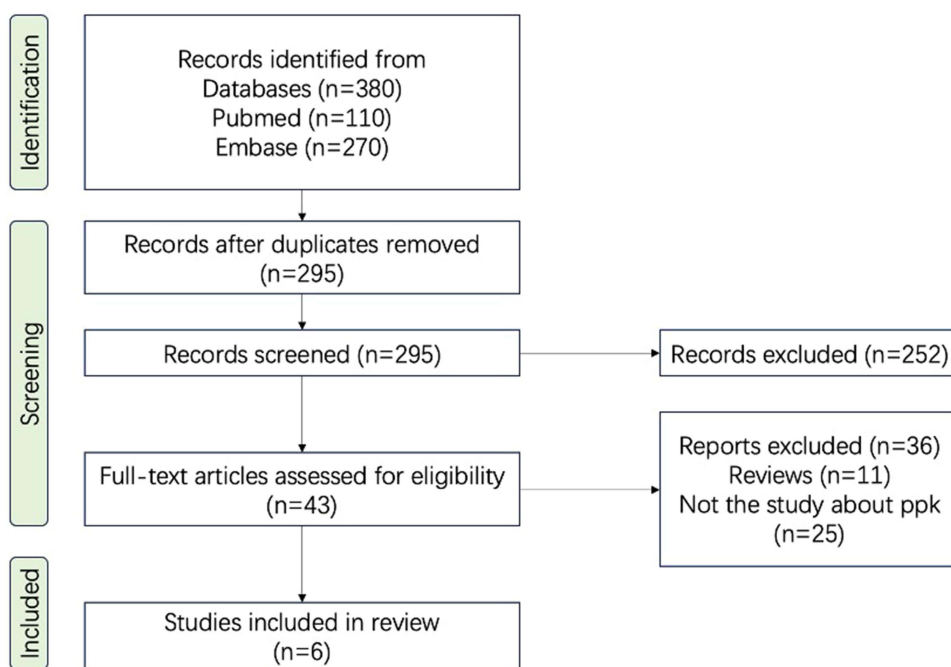 Identification
Records identified from
Databases (n=380)
Pubmed (n=110)
Embase (n=270)
Screening
Records after duplicates removed
(n=295)
Records screened (n=295)
Records excluded (n=252)
Full-text articles assessed for eligibility
(n=43)
Reports excluded (n=36)
Reviews (n=11)
Not the study about ppk
(n=25)
Included
Studies included in review
(n=6)